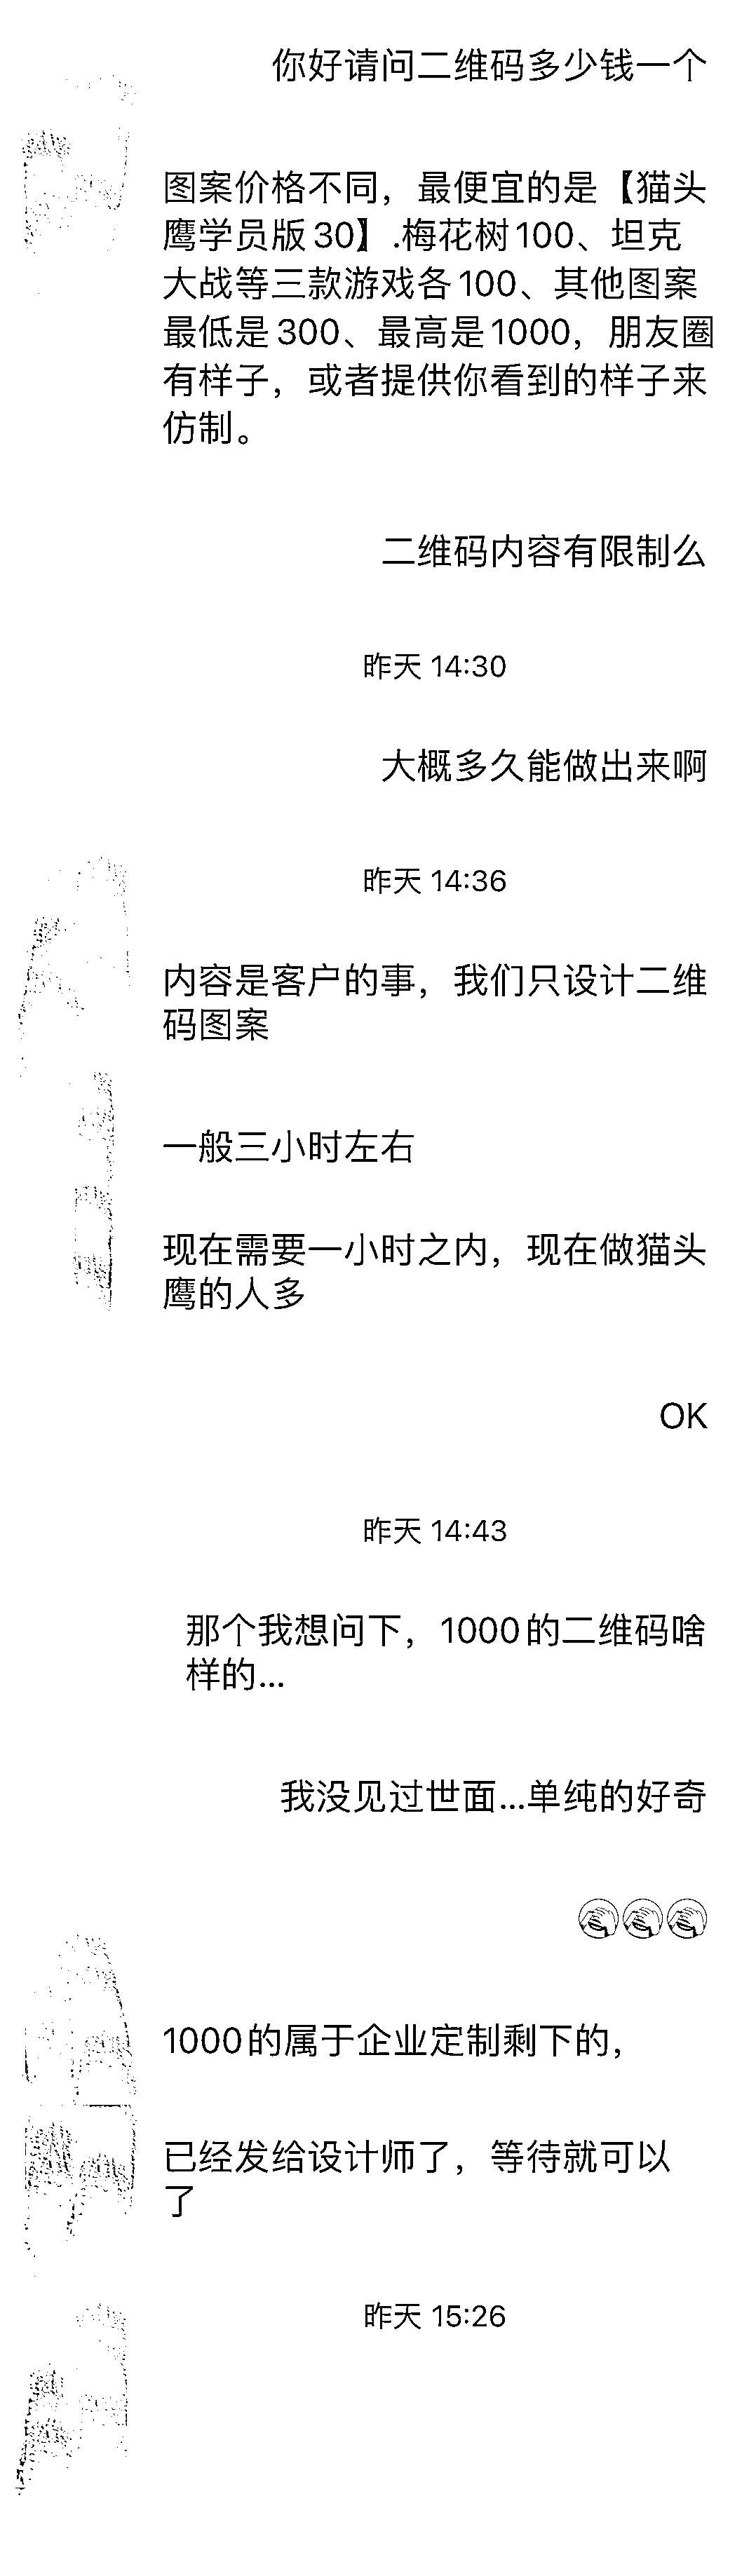 你好请问二维码多少钱一个
图案价格不同，最便宜的是【猫头
鹰学员版30】.梅花树100、坦克
大战等三款游戏各100、其他图案
最低是300、最高是1000，朋友圈
有样子，或者提供你看到的样子来
仿制。
二维码内容有限制么
昨天 14:30
大概多久能做出来啊
昨天 14:36
内容是客户的事，我们只设计二维
码图案
一般三小时左右
现在需要一小时之内，现在做猫头
鹰的人多
OK
昨天 14:43
那个我想问下，1000的二维码啥
样的...
我没见过世面...单纯的好奇
1000的属于企业定制剩下的，
已经发给设计师了，等待就可以
了
昨天 15:26